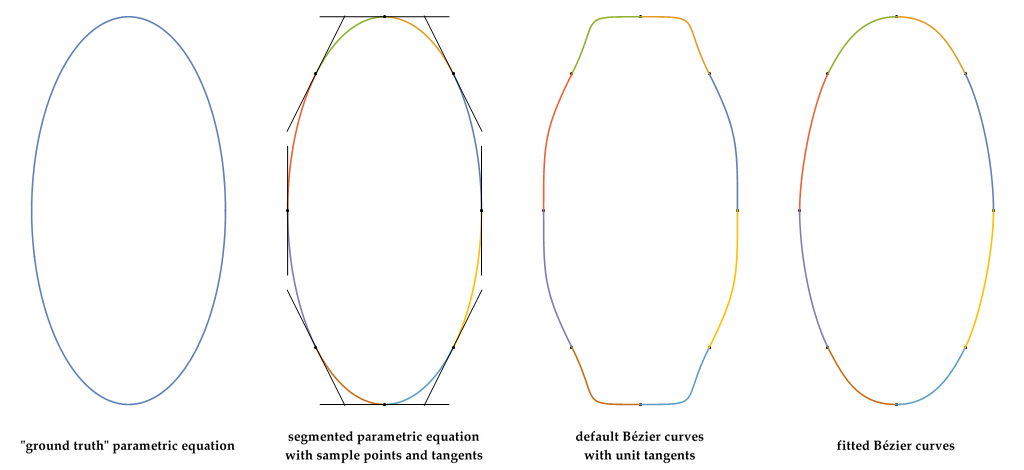 "ground truth" parametric equation
segmented parametric equation
with sample points and tangents
default Bézier curves
with unit tangents
fitted Bézier curves